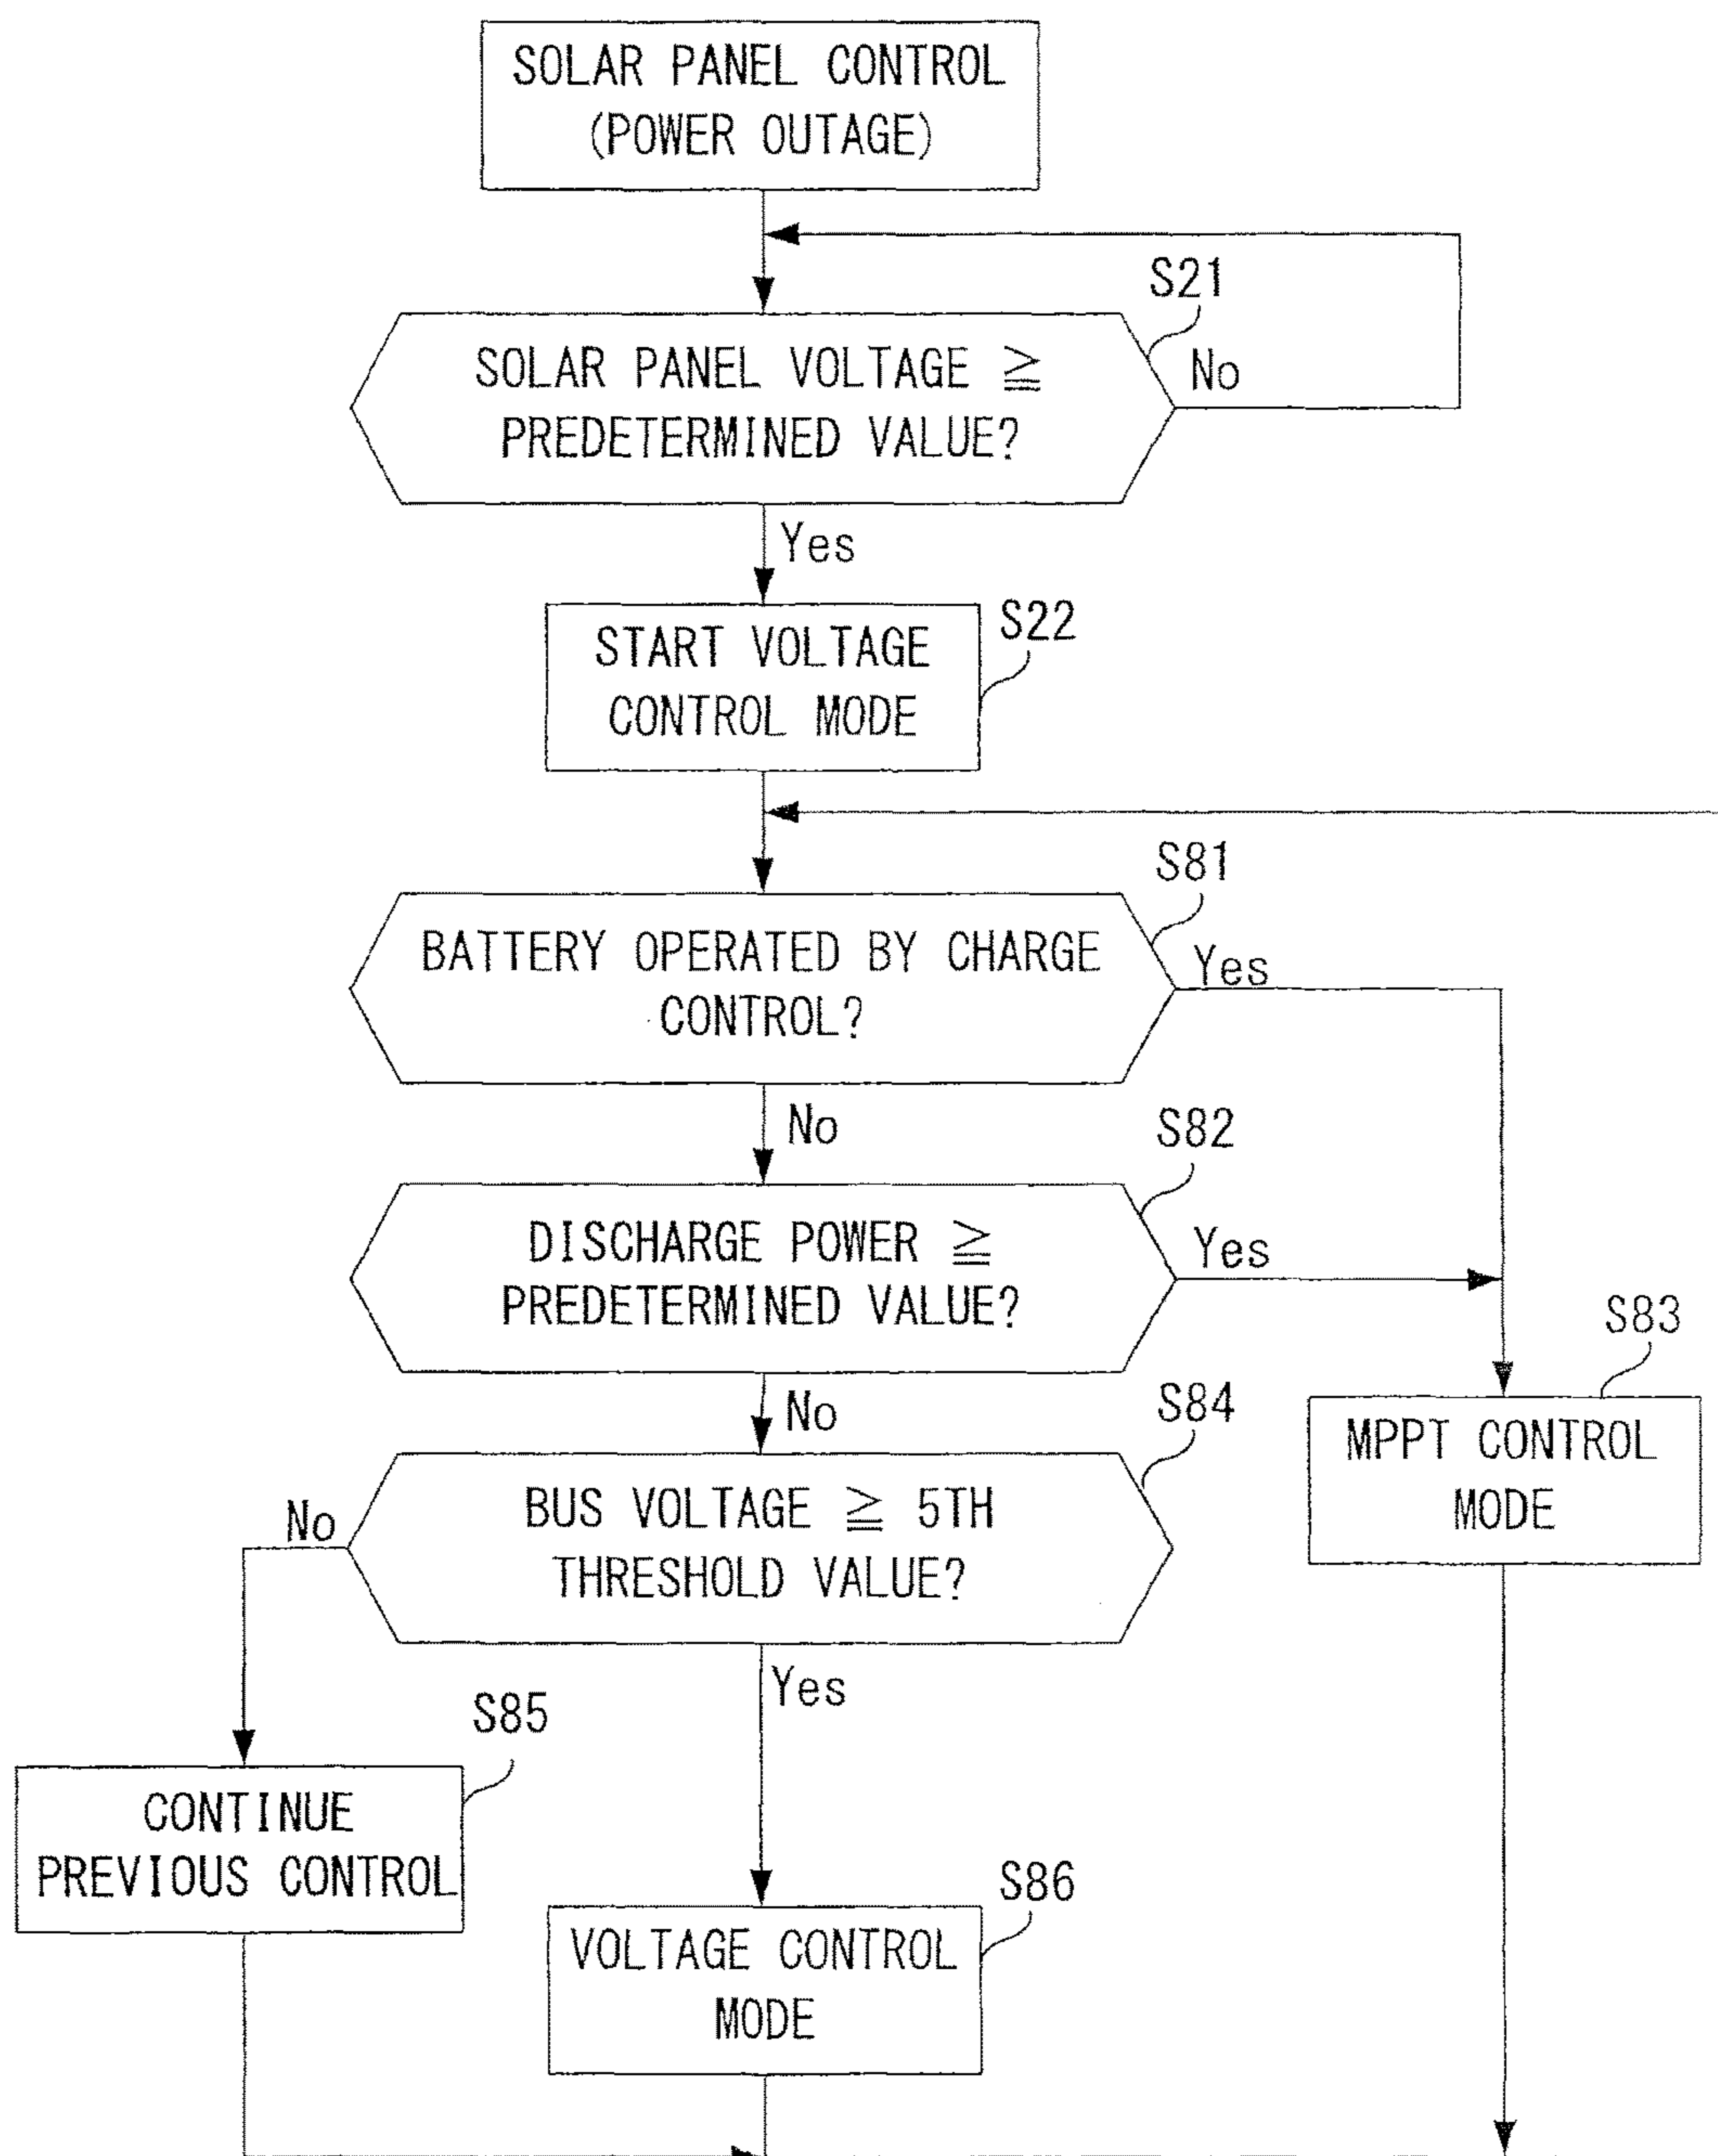 SOLAR PANEL CONTROL
(POWER OUTAGE)
S21
SOLAR PANEL VOLTAGE ≧
PREDETERMINED VALUE?
No
Yes
S22
START VOLTAGE
CONTROL MODE
S81
BATTERY OPERATED BY CHARGE
CONTROL?
Yes
No
S82
DISCHARGE POWER ≧
PREDETERMINED VALUE?
Yes
No
S83
MPPT CONTROL
MODE
S84
BUS VOLTAGE ≧ 5TH
THRESHOLD VALUE?
No
Yes
S85
CONTINUE
PREVIOUS CONTROL
S86
VOLTAGE CONTROL
MODE